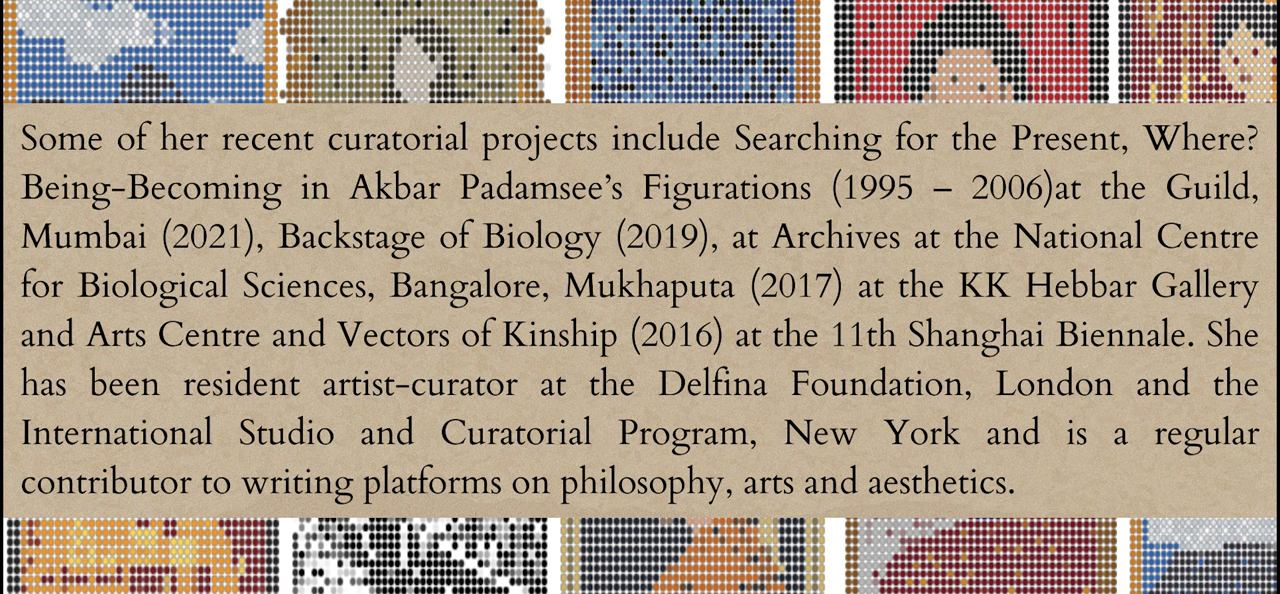 Some of her recent curatorial projects include Searching for the Present, Where?
Being-Becoming in Akbar Padamsee’s Figurations (1995 – 2006)at the Guild,
Mumbai (2021), Backstage of Biology (2019), at Archives at the National Centre
for Biological Sciences, Bangalore, Mukhaputa (2017) at the KK Hebbar Gallery
and Arts Centre and Vectors of Kinship (2016) at the 11th Shanghai Biennale. She
has been resident artist-curator at the Delfina Foundation, London and the
International Studio and Curatorial Program, New York and is a regular
contributor to writing platforms on philosophy, arts and aesthetics.